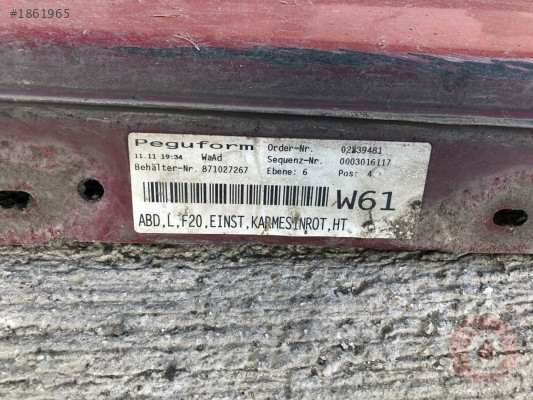 #1861965
Peguform Order-Nr. 02839481
11.11 19:34 WaAd Sequenz-Nr. 0003016117
Behälter-Nr. 871027267 Ebene: 6 Pos: 4
W61
ABD,L,F20,EINST,KARMESINROT,HT